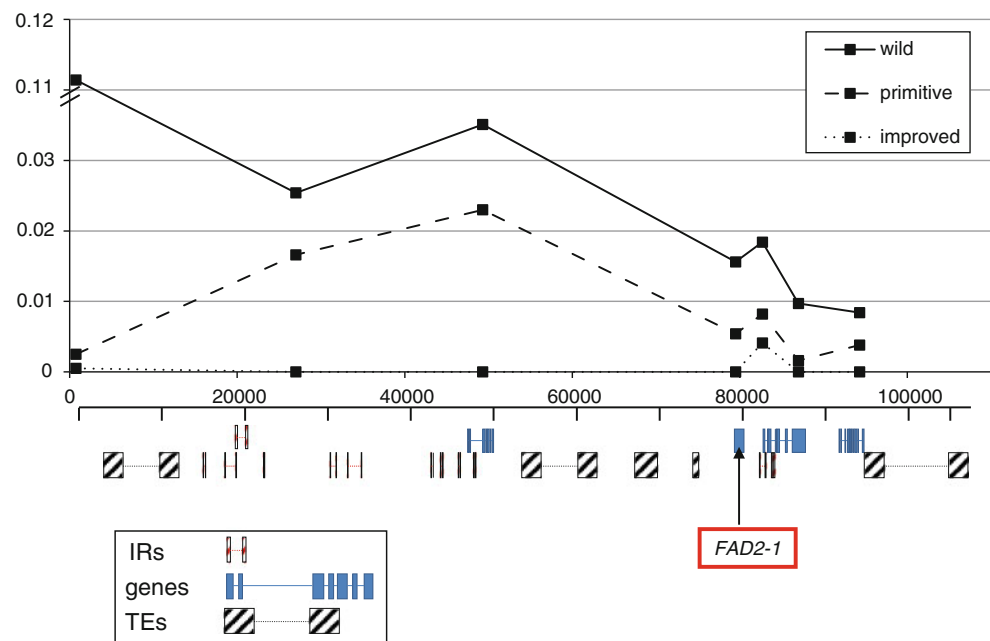 0.12
0.11
0.03
0.02
0.01
0
wild
primitive
improved
0 20000 40000 60000 80000 100000
FAD2-1
IRs
genes
TEs